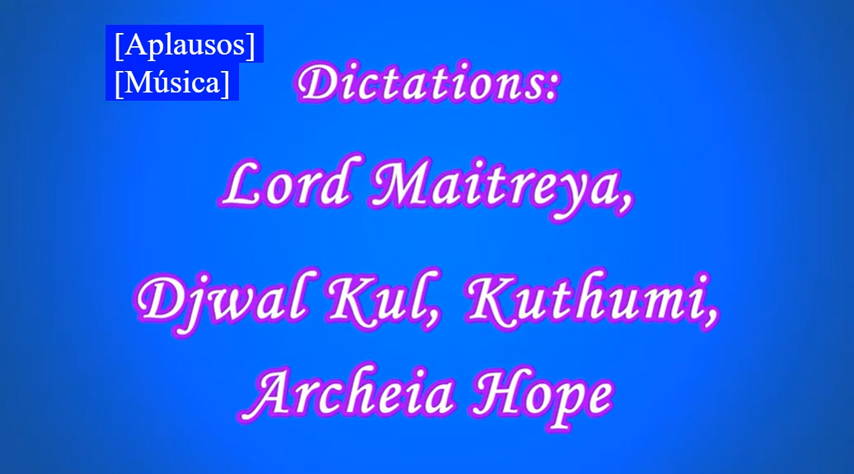 [Aplausos]
[Música]
Dictations:
Lord Maitreya,
Djwal Kul, Kuthumi,
Archeia Hope